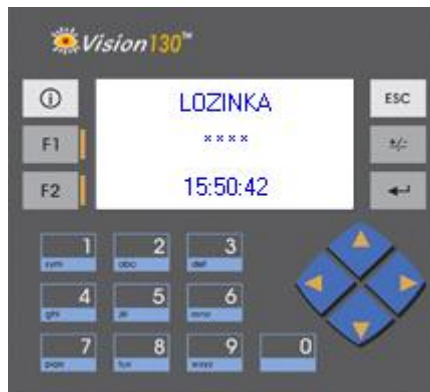 Vision130™
LOZINKA
ESC
F1
****
±/-
F2
15:50:42
1 2 3
sym abc def
4 5 6
ghi jkl mno
7 8 9 0
pqrs tuv wxyz